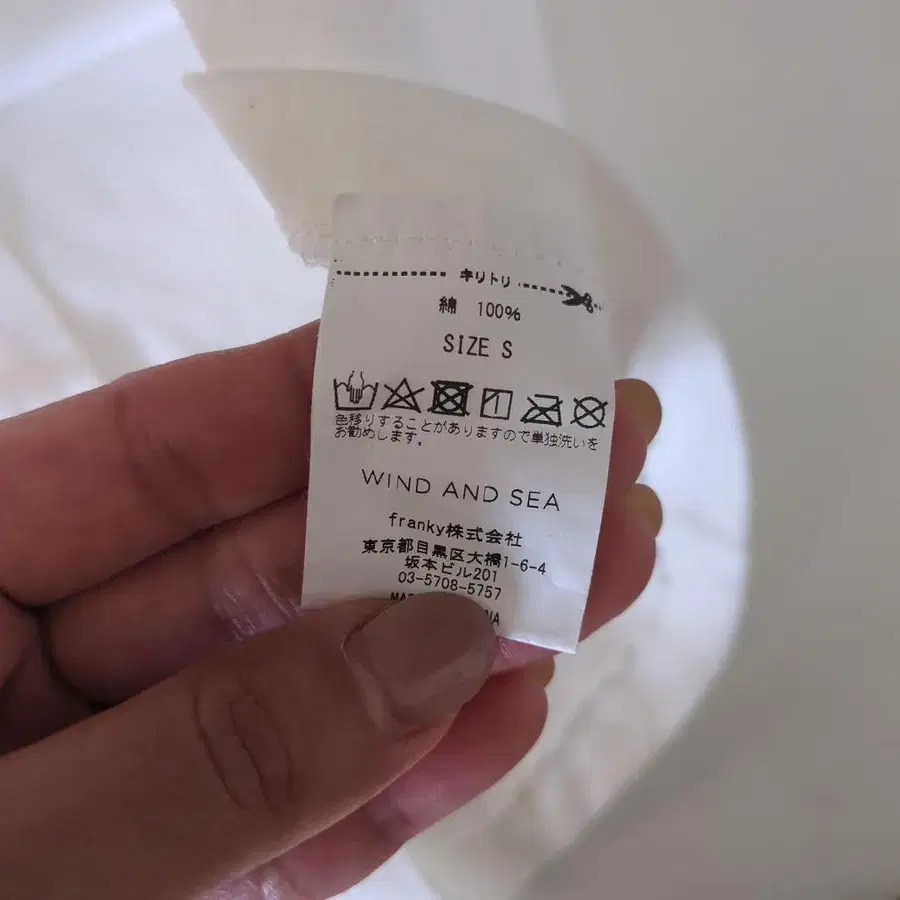 キリトリ
綿 100%
SIZE S
色移りすることがありますので単独洗いを
お勧めします。
WIND AND SEA
franky株式会社
東京都目黒区大橋1-6-4
坂本ビル201
03-5708-5757